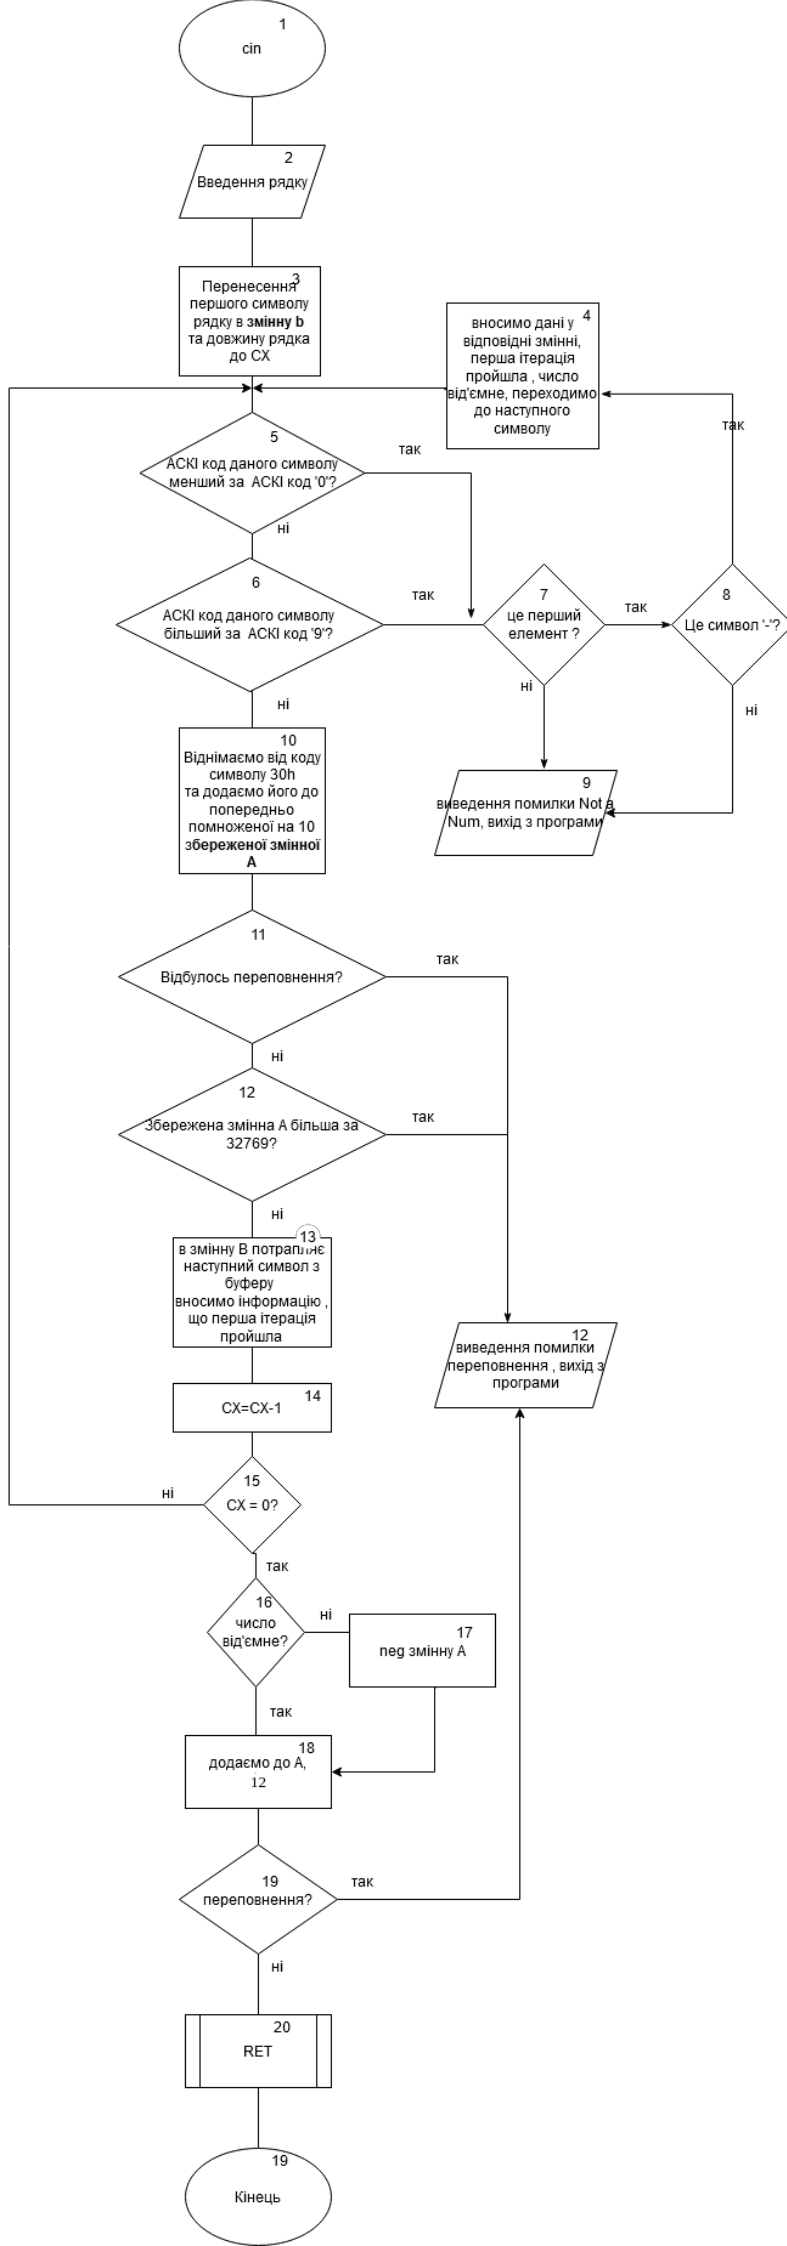 1
cin
2
Введення рядку
3
Перенесення
першого символу
рядку в змінну b
та довжину рядка
до CX
4
вносимо дані у
відповідні змінні,
перша ітерація
пройшла , число
від'ємне, переходимо
до наступного
символу
5
АСКІ код даного символу
менший за АСКІ код '0'?
так
ні
так
6
АСКІ код даного символу
більший за АСКІ код '9'?
так
ні
7
це перший
елемент ?
так
ні
8
Це символ '-'?
ні
9
виведення помилки Not a
Num, вихід з програми
10
Віднімаємо від коду
символу 30h
та додаємо його до
попередньо
помноженої на 10
збереженої змінної
А
11
Відбулось переповнення?
так
ні
12
Збережена змінна А більша за
32769?
так
ні
13
в змінну В потрапляє
наступний символ з
буферу
вносимо інформацію ,
що перша ітерація
пройшла
12
виведення помилки
переповнення , вихід з
програми
14
CX=CX-1
15
CX = 0?
ні
так
16
число
від'ємне?
ні
так
17
neg змінну А
18
додаємо до А,
12
19
переповнення?
так
ні
20
RET
19
Кінець